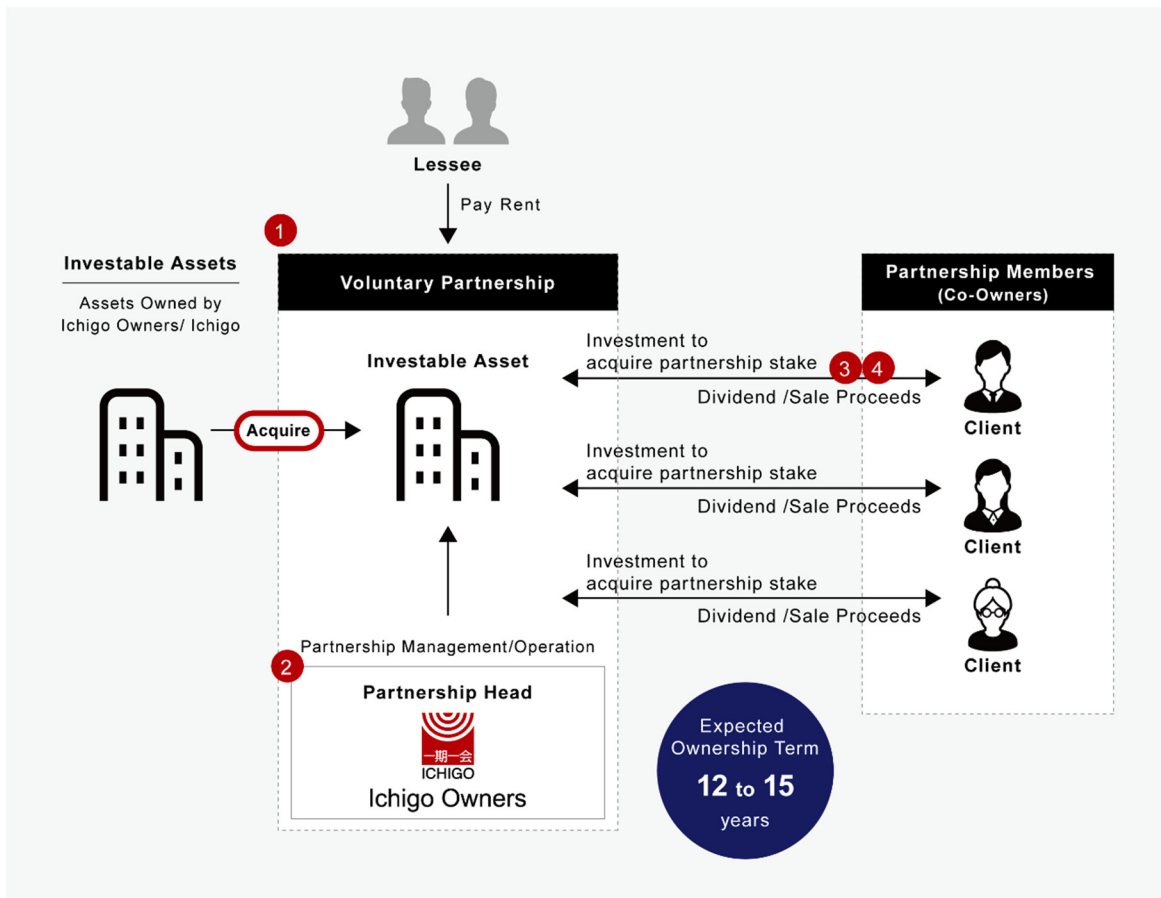 Lessee
Pay Rent
1
Investable Assets
Assets Owned by
Ichigo Owners/ Ichigo
Acquire
Voluntary Partnership
Investable Asset
Partnership Members
(Co-Owners)
Investment to
acquire partnership stake
3 4
Dividend /Sale Proceeds
Client
Investment to
acquire partnership stake
Dividend /Sale Proceeds
Client
Investment to
acquire partnership stake
Dividend /Sale Proceeds
Client
Partnership Management/Operation
2
Partnership Head
一期一会
ICHIGO
Ichigo Owners
Expected
Ownership Term
12 to 15
years